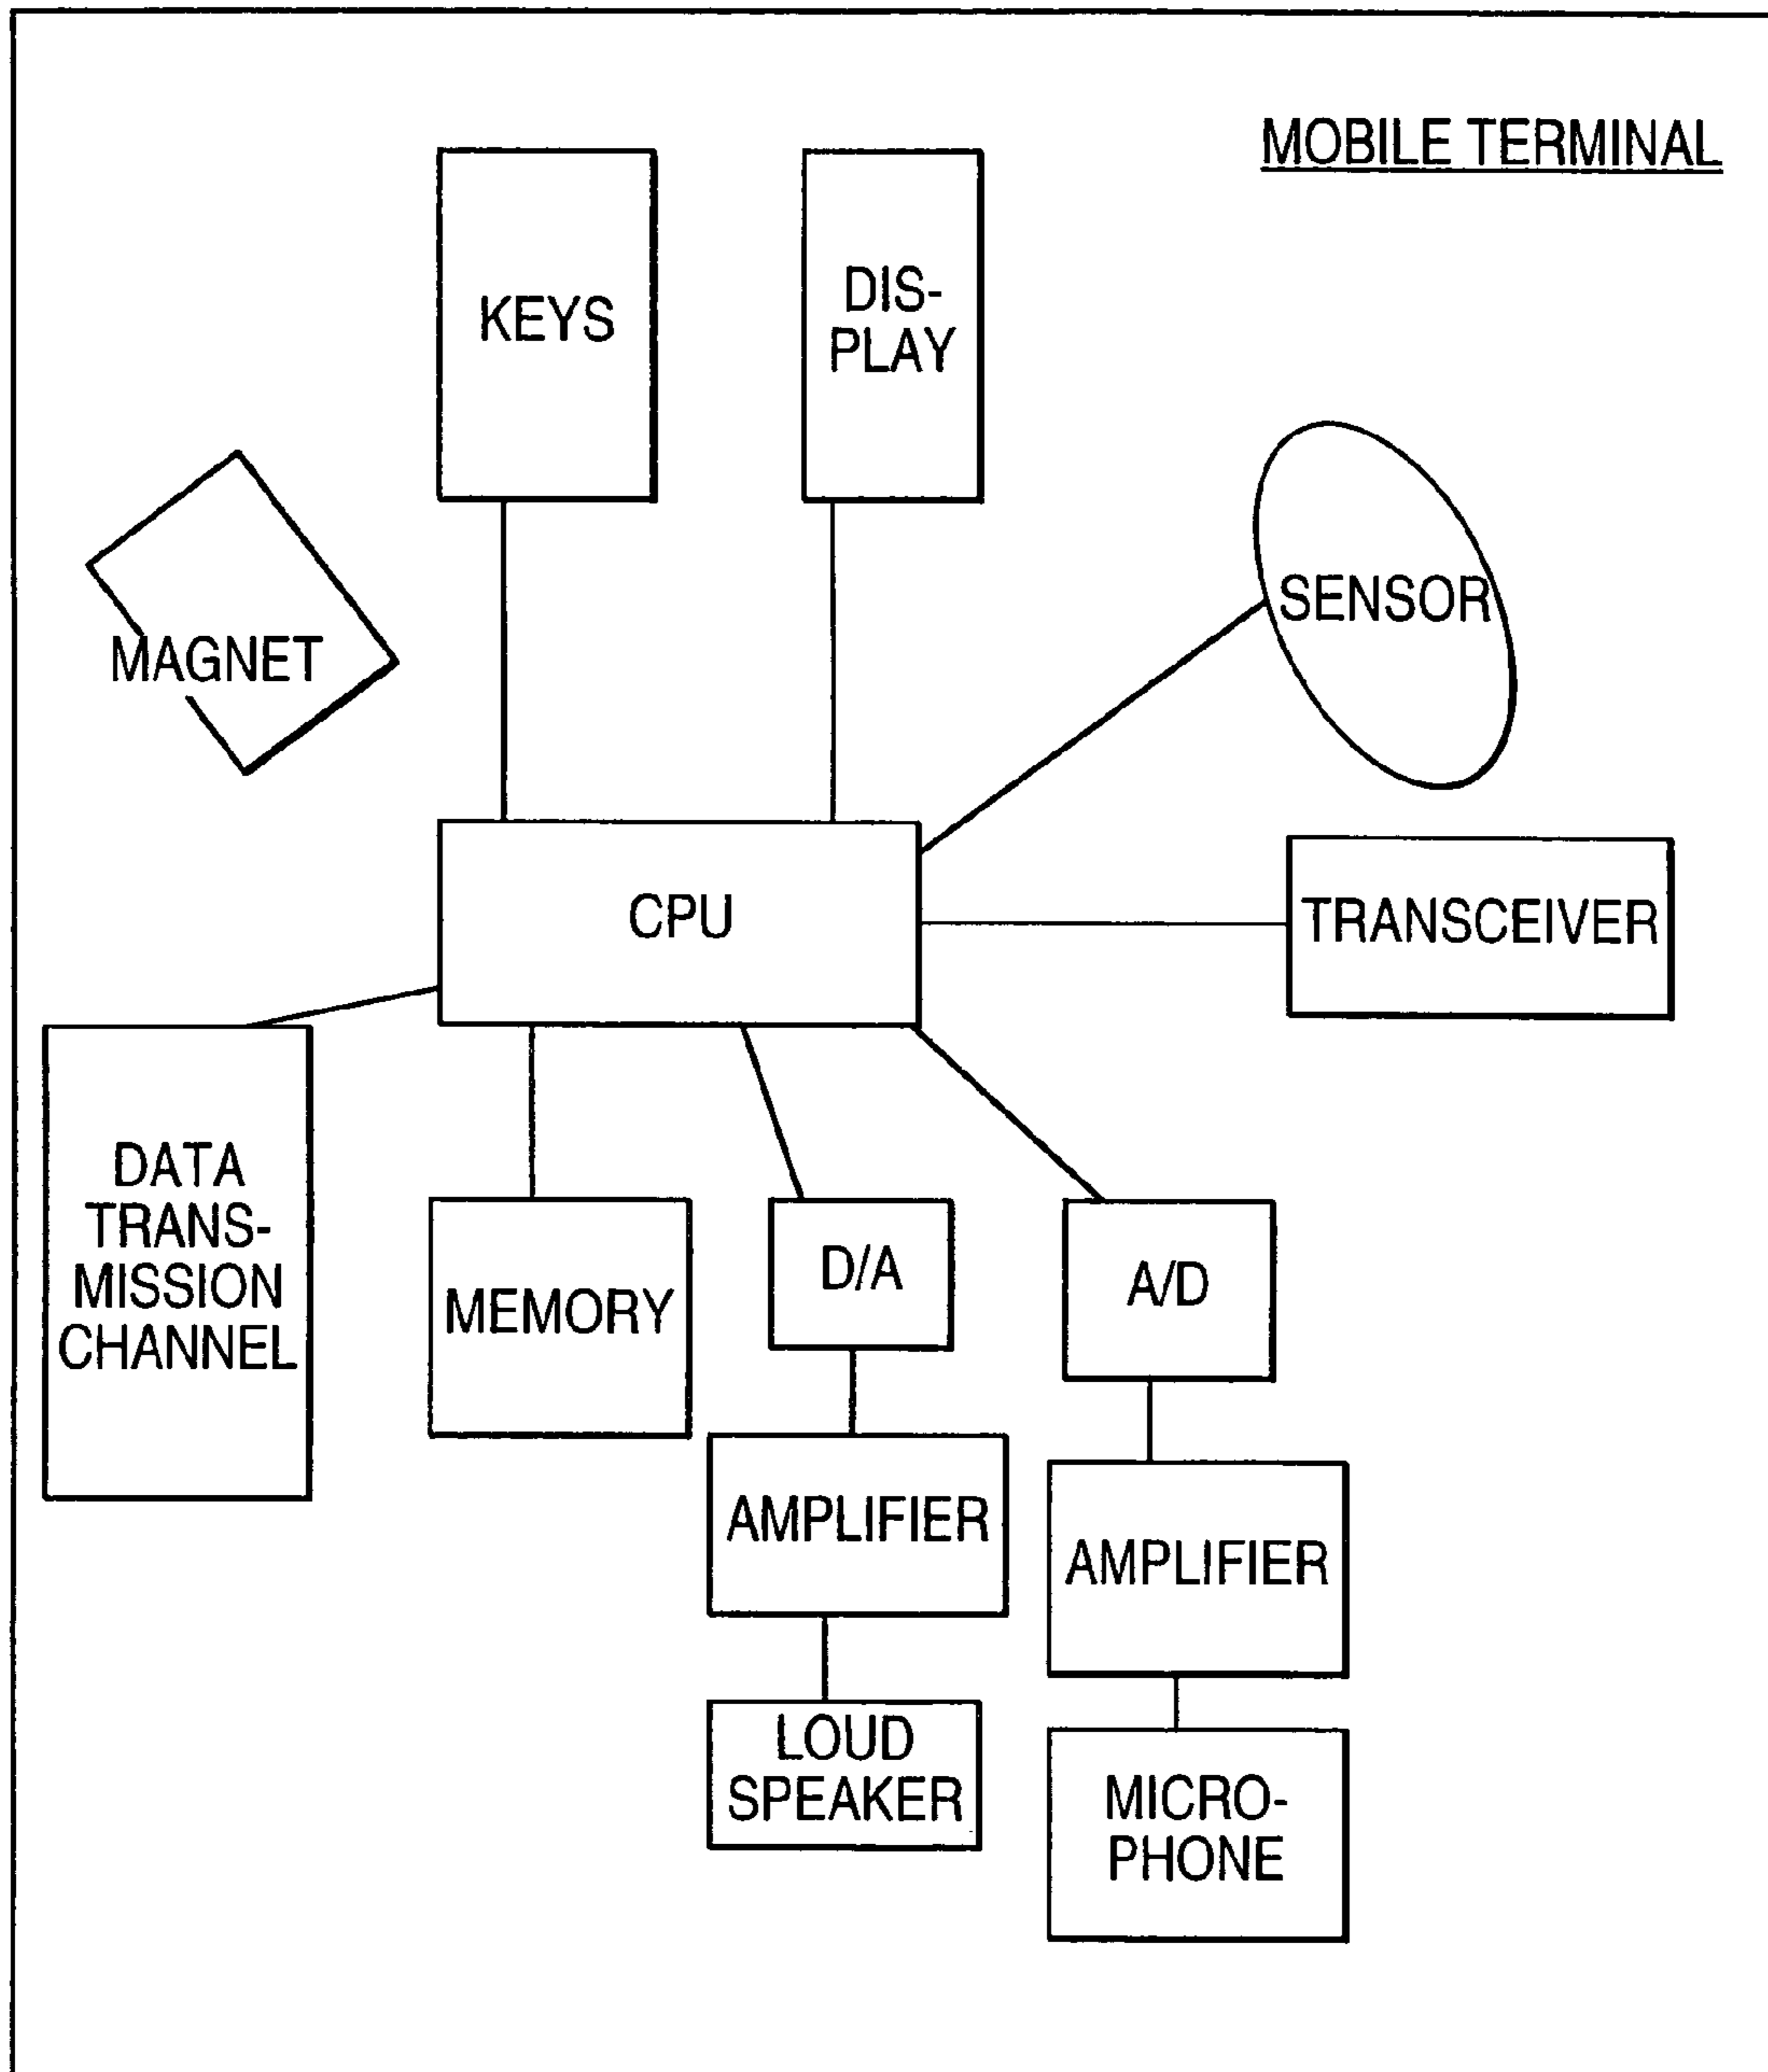 MOBILE TERMINAL
KEYS
DIS-
PLAY
MAGNET
SENSOR
CPU
TRANSCEIVER
DATA
TRANS-
MISSION
CHANNEL
MEMORY
D/A
A/D
AMPLIFIER
AMPLIFIER
LOUD
SPEAKER
MICRO-
PHONE